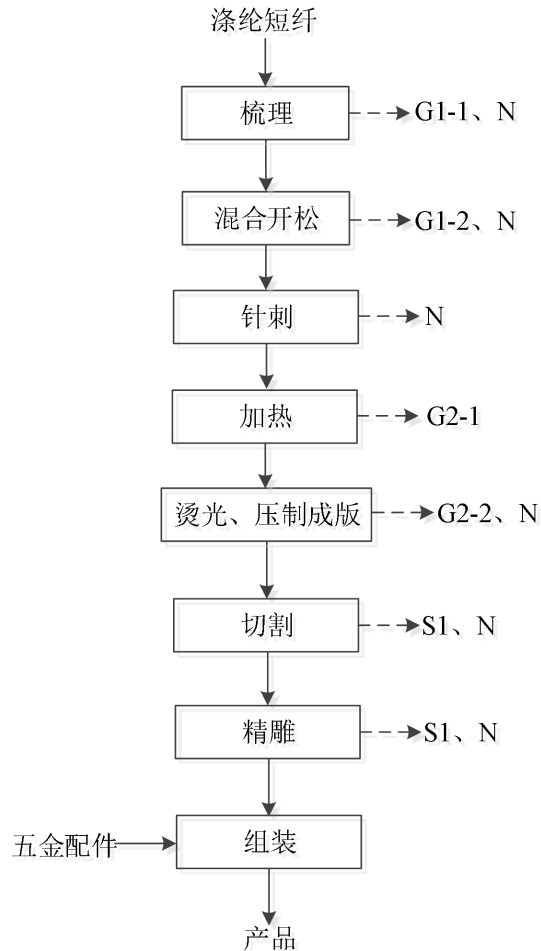 涤纶短纤
梳理
G1-1、N
混合开松
G1-2、N
针刺
N
加热
G2-1
烫光、压制成版
G2-2、N
切割
S1、N
精雕
S1、N
五金配件
组装
产品